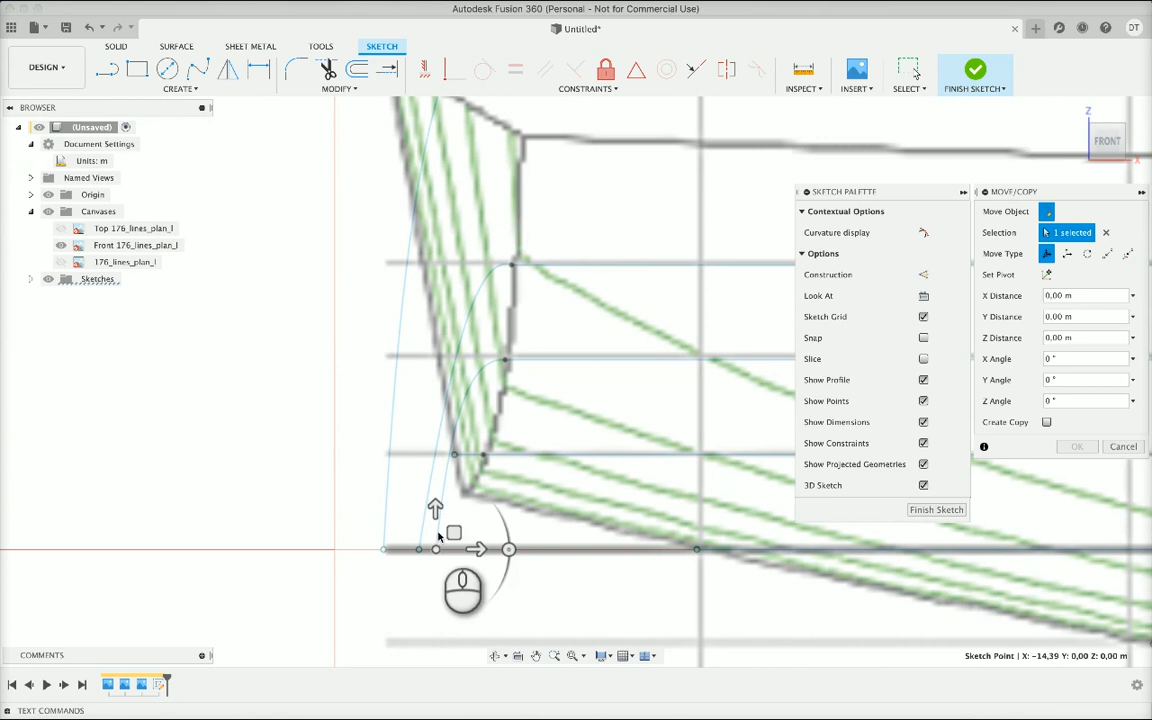 Autodesk Fusion 360 (Personal - Not for Commercial Use)
Untitled*
DT
DESIGN
SOLID
SURFACE
SHEET METAL
TOOLS
SKETCH
CREATE
MODIFY
CONSTRAINTS
INSPECT
INSERT
SELECT
FINISH SKETCH
BROWSER
(Unsaved)
Document Settings
Units: m
Named Views
Origin
Canvases
Top 176_lines_plan_l
Front 176_lines_plan_l
176_lines_plan_l
Sketches
Z
FRONT
X
SKETCH PALETTE
Contextual Options
Curvature display
Options
Construction
Look At
Sketch Grid
Snap
Slice
Show Profile
Show Points
Show Dimensions
Show Constraints
Show Projected Geometries
3D Sketch
Finish Sketch
MOVE/COPY
Move Object
Selection
1 selected
Move Type
Set Pivot
X Distance 0,00 m
Y Distance 0,00 m
Z Distance 0,00 m
X Angle 0 °
Y Angle 0 °
Z Angle 0 °
Create Copy
OK
Cancel
COMMENTS
Sketch Point | X: -14,39 Y: 0,00 Z: 0,00 m
TEXT COMMANDS